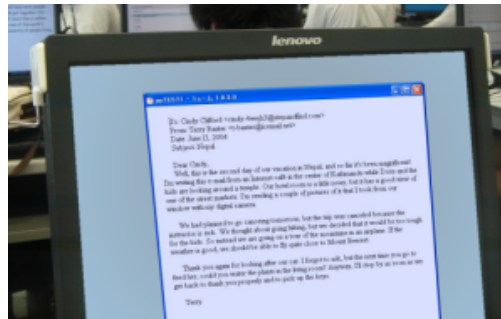 lenovo
To: Cindy Clifford
From: Terry Baxter
Date: June 21, 2004
Subject: Nepal
Dear Cindy,
Well, this is the second day of our vacation in Nepal, and so far it's been magnificent!
I'm writing this e-mail from an Internet café in the center of Kathmandu while Doris and the
kids are looking around a temple. Our hotel room is a little noisy, but it has a good view of
one of the street markets. I'm sending a couple of pictures of it that I took from our
window with our digital camera.
We had planned to go canoeing tomorrow, but the trip was canceled because the
instructor is sick. We thought about going hiking, but we decided that it would be too tough
for the kids. So instead we are going on a tour of the mountains in an airplane. If the
weather is good, we should be able to fly quite close to Mount Everest.
Thank you again for looking after our cat. I forgot to ask, but the next time you go to
feed her, could you water the plants in the living room? Anyway, I'll stop by as soon as we
get back to thank you properly and to pick up the keys.
Terry